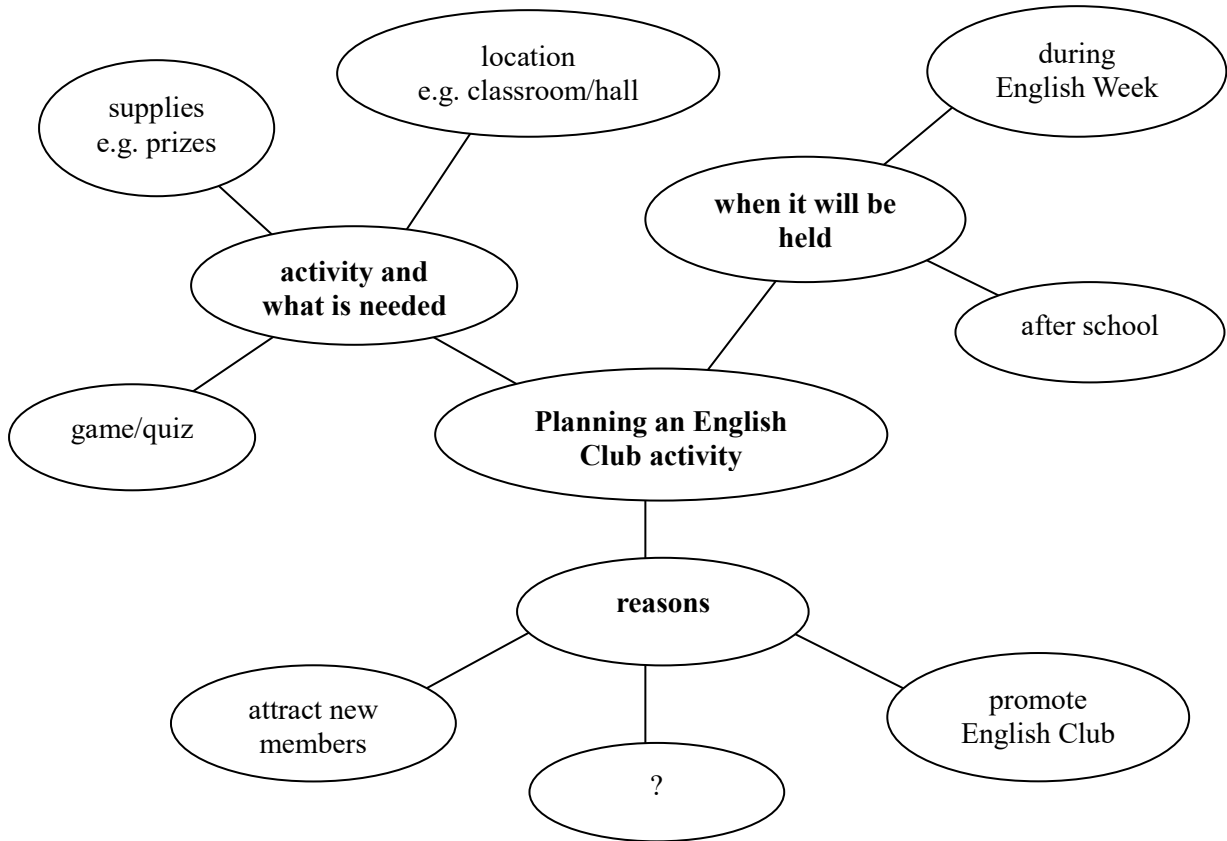 location
e.g. classroom/hall
during
English Week
supplies
e.g. prizes
when it will be
held
activity and
what is needed
after school
game/quiz
Planning an English
Club activity
reasons
attract new
members
promote
English Club
?